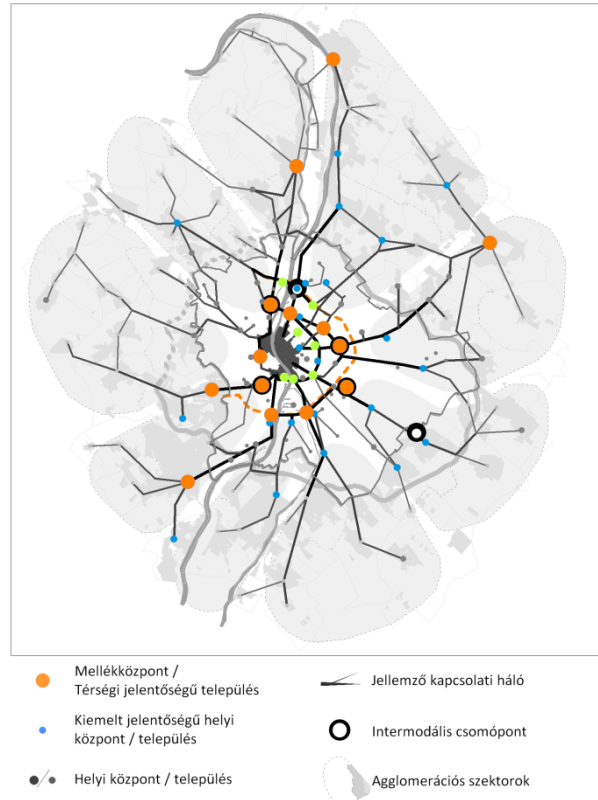 Mellékközpont /
Térségi jelentőségű település
Kiemelt jelentőségű helyi
központ / település
Helyi központ / település
Jellemző kapcsolati háló
Intermodális csomópont
Agglomerációs szektorok